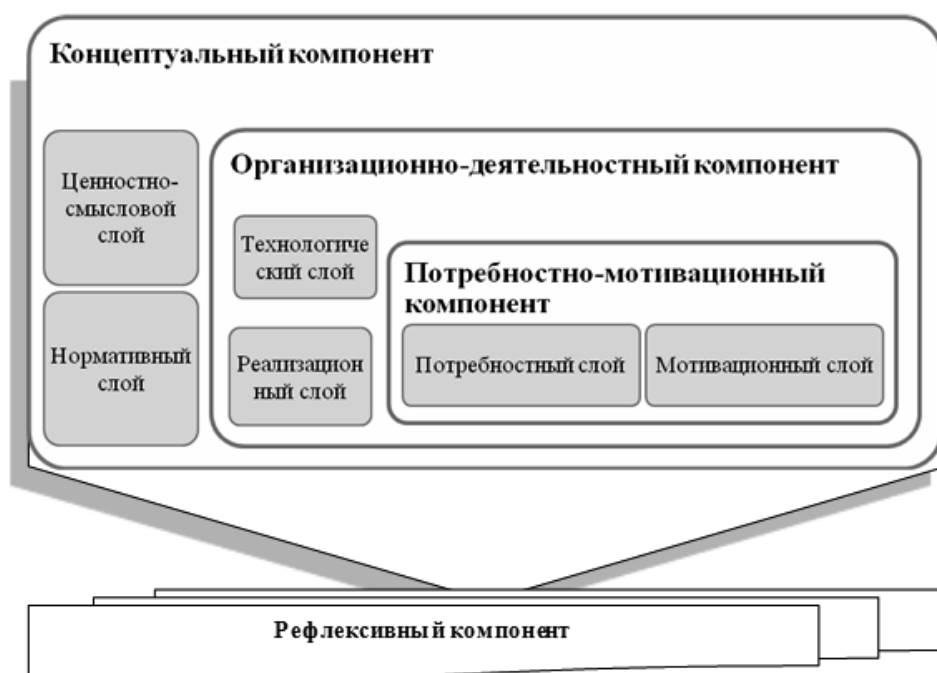 Концептуальный компонент
Ценностно-
смысловой
слой
Нормативный
слой
Организационно-деятельностный компонент
Технологиче
ский слой
Реализацион
ный слой
Потребностно-мотивационный
компонент
Потребностный слой
Мотивационный слой
Рефлексивный компонент